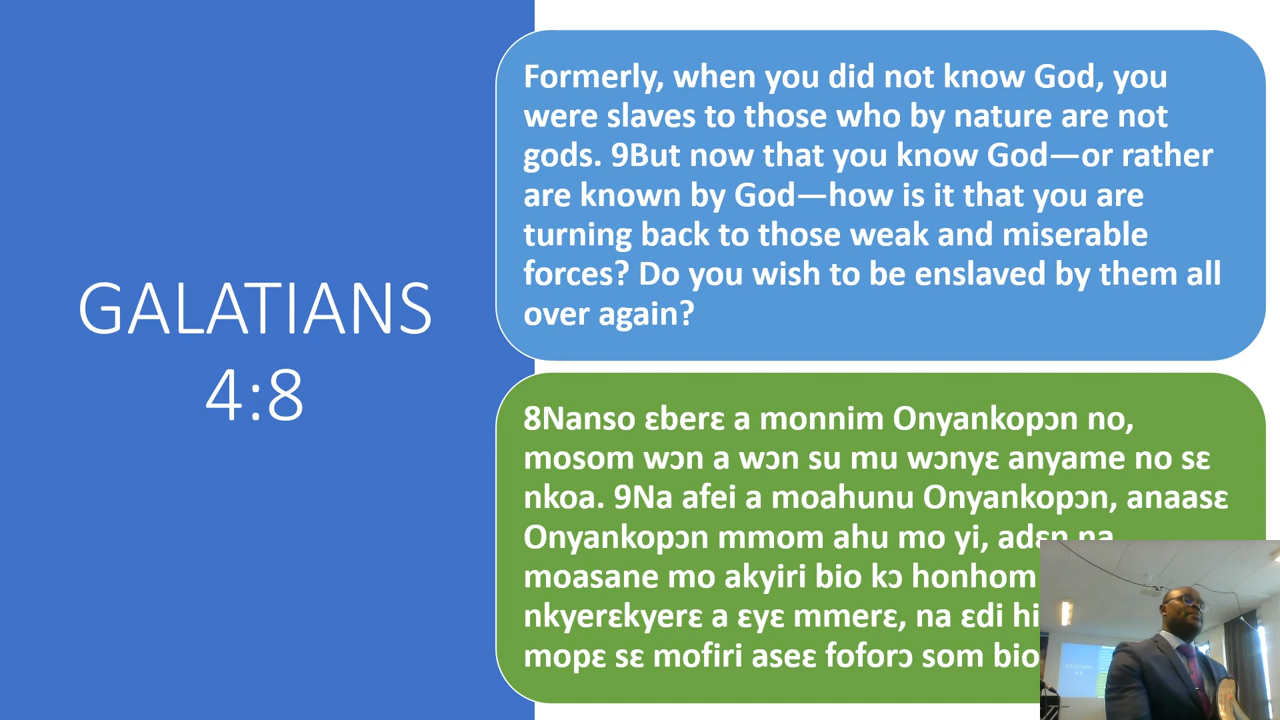 GALATIANS
4:8
Formerly, when you did not know God, you
were slaves to those who by nature are not
gods. 9But now that you know God—or rather
are known by God—how is it that you are
turning back to those weak and miserable
forces? Do you wish to be enslaved by them all
over again?
8Nanso ɛberɛ a monnim Onyankopɔn no,
mosom wɔn a wɔn su mu wɔnyɛ anyame no sɛ
nkoa. 9Na afei a moahunu Onyankopɔn, anaasɛ
Onyankopɔn mmom ahu mo yi, adɛn na
moasane mo akyiri bio kɔ honhom
nkyerɛkyerɛ a ɛyɛ mmerɛ, na ɛdi hi
mopɛ sɛ mofiri aseɛ foforɔ som bio